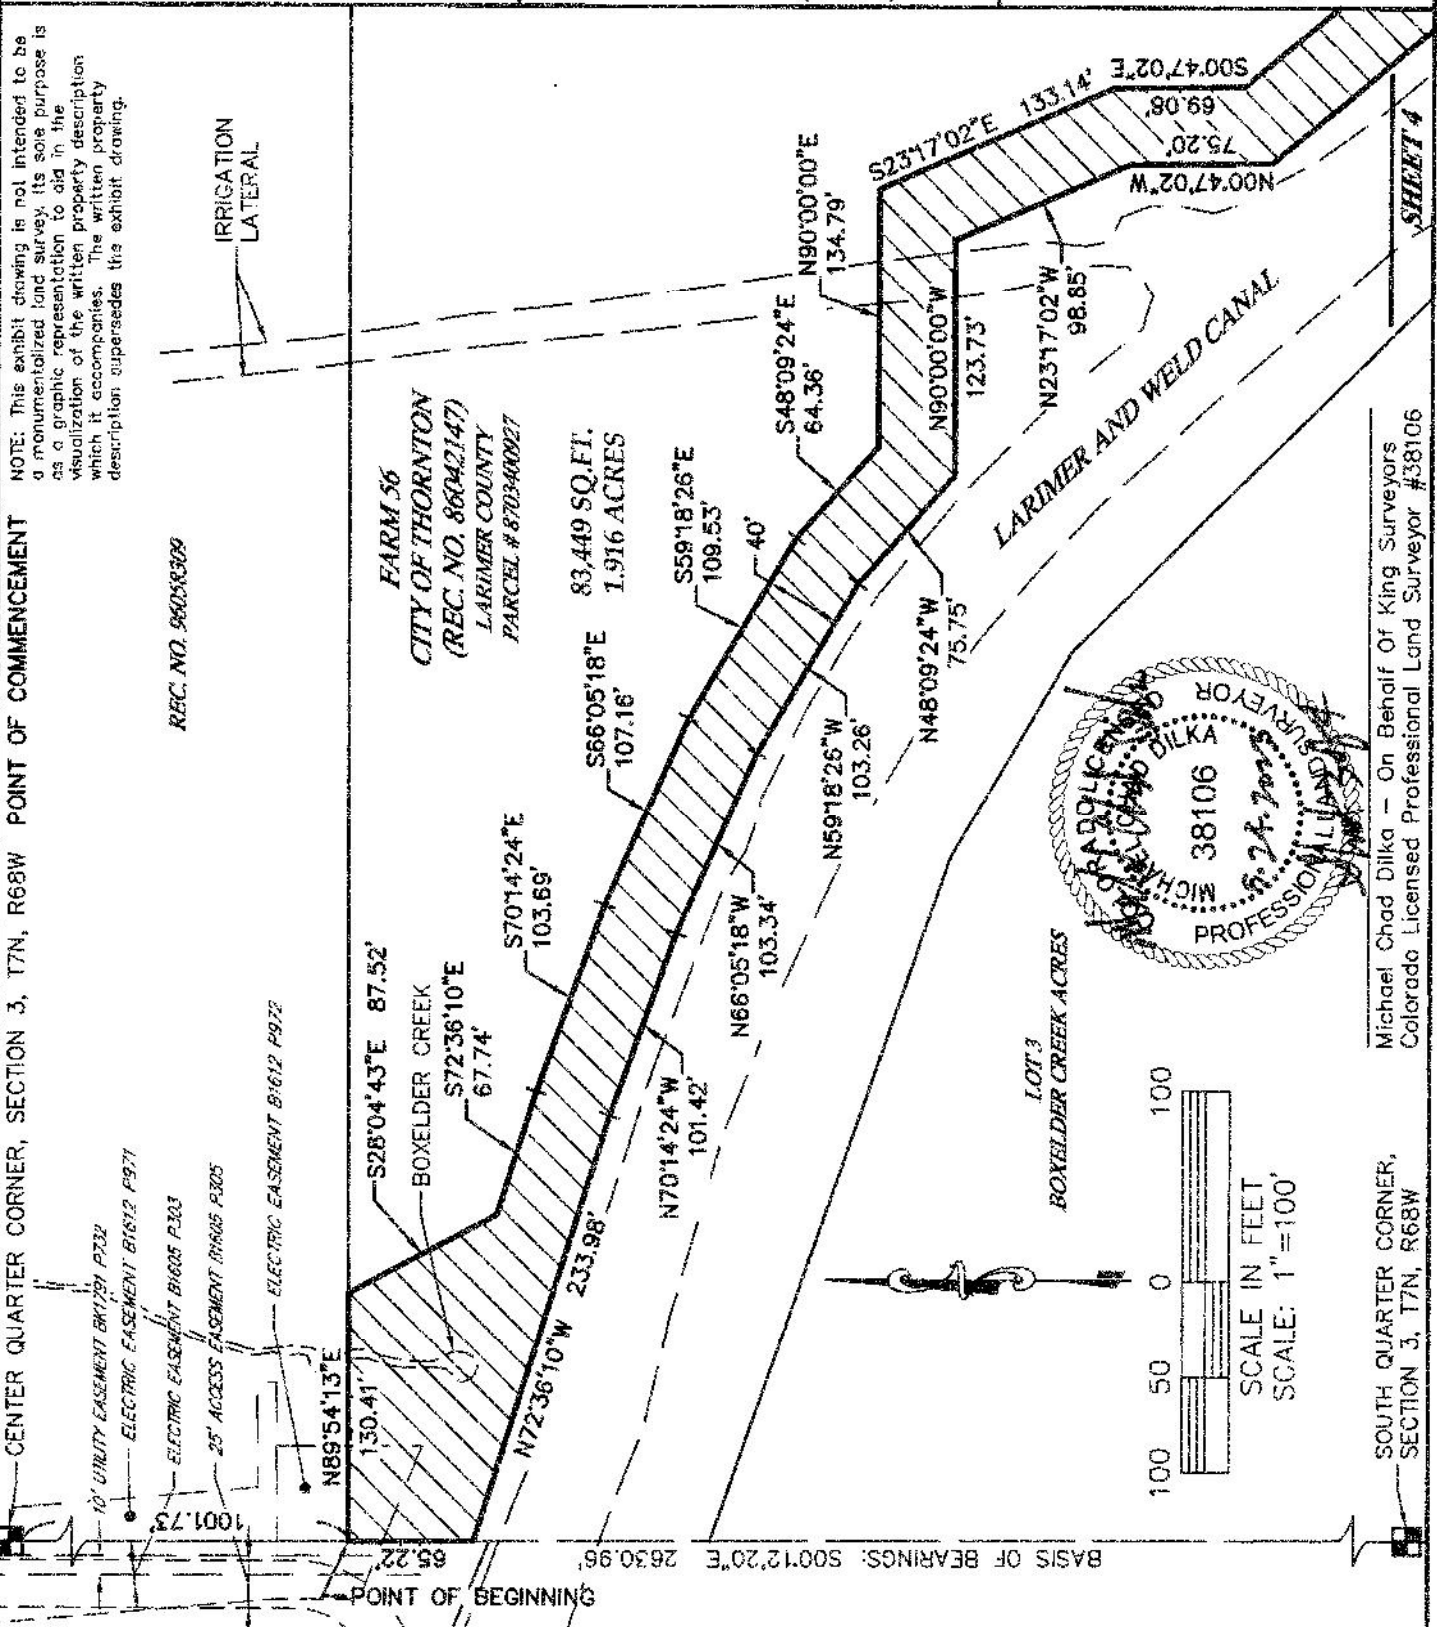 NOTE: This exhibit drawing is not intended to be
a monumentalized land survey. Its sole purpose is
as a graphic representation to aid in the
visualization of the written property description
which it accompanies. The written property
description supersedes the exhibit drawing.
CENTER QUARTER CORNER, SECTION 3, T7N, R68W POINT OF COMMENCEMENT
REC. NO. 96058309
IRRIGATION
LATERAL
10' UTILITY EASEMENT BK1791 P732
ELECTRIC EASEMENT B1612 P971
ELECTRIC EASEMENT B1605 P303
25' ACCESS EASEMENT B1605 P305
ELECTRIC EASEMENT B1612 P972
1001.73'
N89°54'13"E
130.41'
65.22'
POINT OF BEGINNING
S28°04'43"E 87.52'
BOXELDER CREEK
S72°36'10"E
67.74'
S70°14'24"E
103.69'
S66°05'18"E
107.16'
S59°18'26"E
109.53'
40'
S48°09'24"E
64.36'
N90°00'00"E
134.79'
S23°17'02"E 133.14'
S00°47'02"E
69.08'
75.20'
N00°47'02"W
FARM 56
CITY OF THORNTON
(REC. NO. 86042147)
LARIMER COUNTY
PARCEL # 8703400927
83,449 SQ.FT.
1.916 ACRES
N90°00'00"W
123.73'
N23°17'02"W
98.85'
N48°09'24"W
75.75'
N59°18'26"W
103.26'
N66°05'18"W
103.34'
N70°14'24"W
101.42'
N72°36'10"W 233.98'
LARIMER AND WELD CANAL
SHEET 4
BASIS OF BEARINGS: S00°12'20"E 2630.96'
LOT 3
BOXELDER CREEK ACRES
COLORADO LICENSED
MICHAEL CHAD DILKA
38106
PROFESSIONAL LAND SURVEYOR
100 50 0 100
SCALE IN FEET
SCALE: 1"=100'
SOUTH QUARTER CORNER,
SECTION 3, T7N, R68W
Michael Chad Dilka — On Behalf Of King Surveyors
Colorado Licensed Professional Land Surveyor #38106